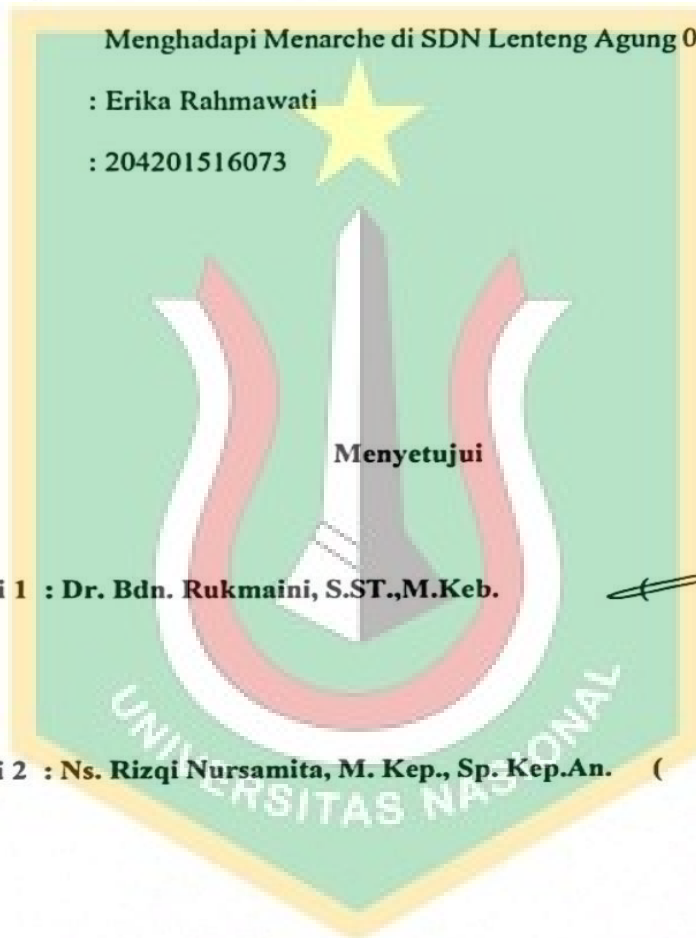 Menghadapi Menarche di SDN Lenteng Agung 0
: Erika Rahmawati
: 204201516073
Menyetujui
i 1 : Dr. Bdn. Rukmaini, S.ST.,M.Keb.
i 2 : Ns. Rizqi Nursamita, M. Kep., Sp. Kep.An. (
UNIVERSITAS NASIONAL